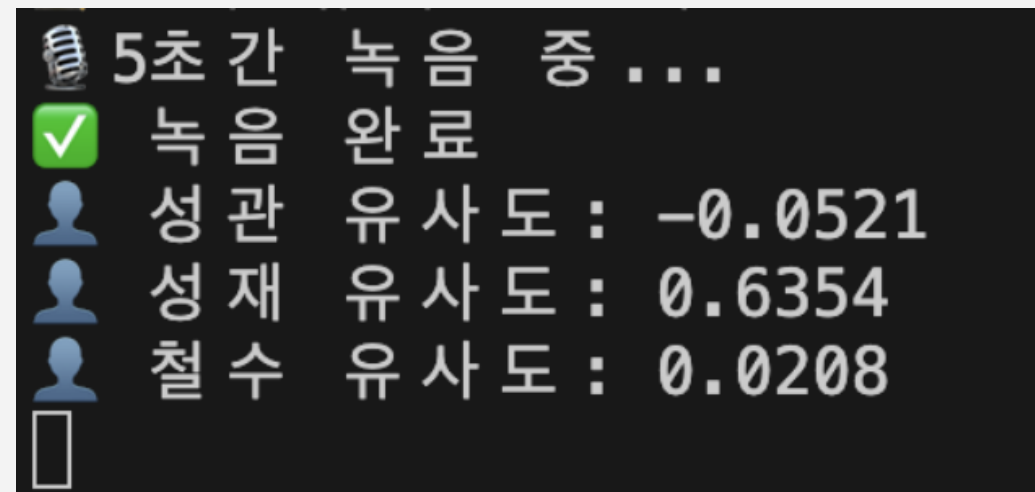 🎙️ 5초간 녹음 중...
✅ 녹음 완료
👤 성관 유사도: -0.0521
👤 성재 유사도: 0.6354
👤 철수 유사도: 0.0208